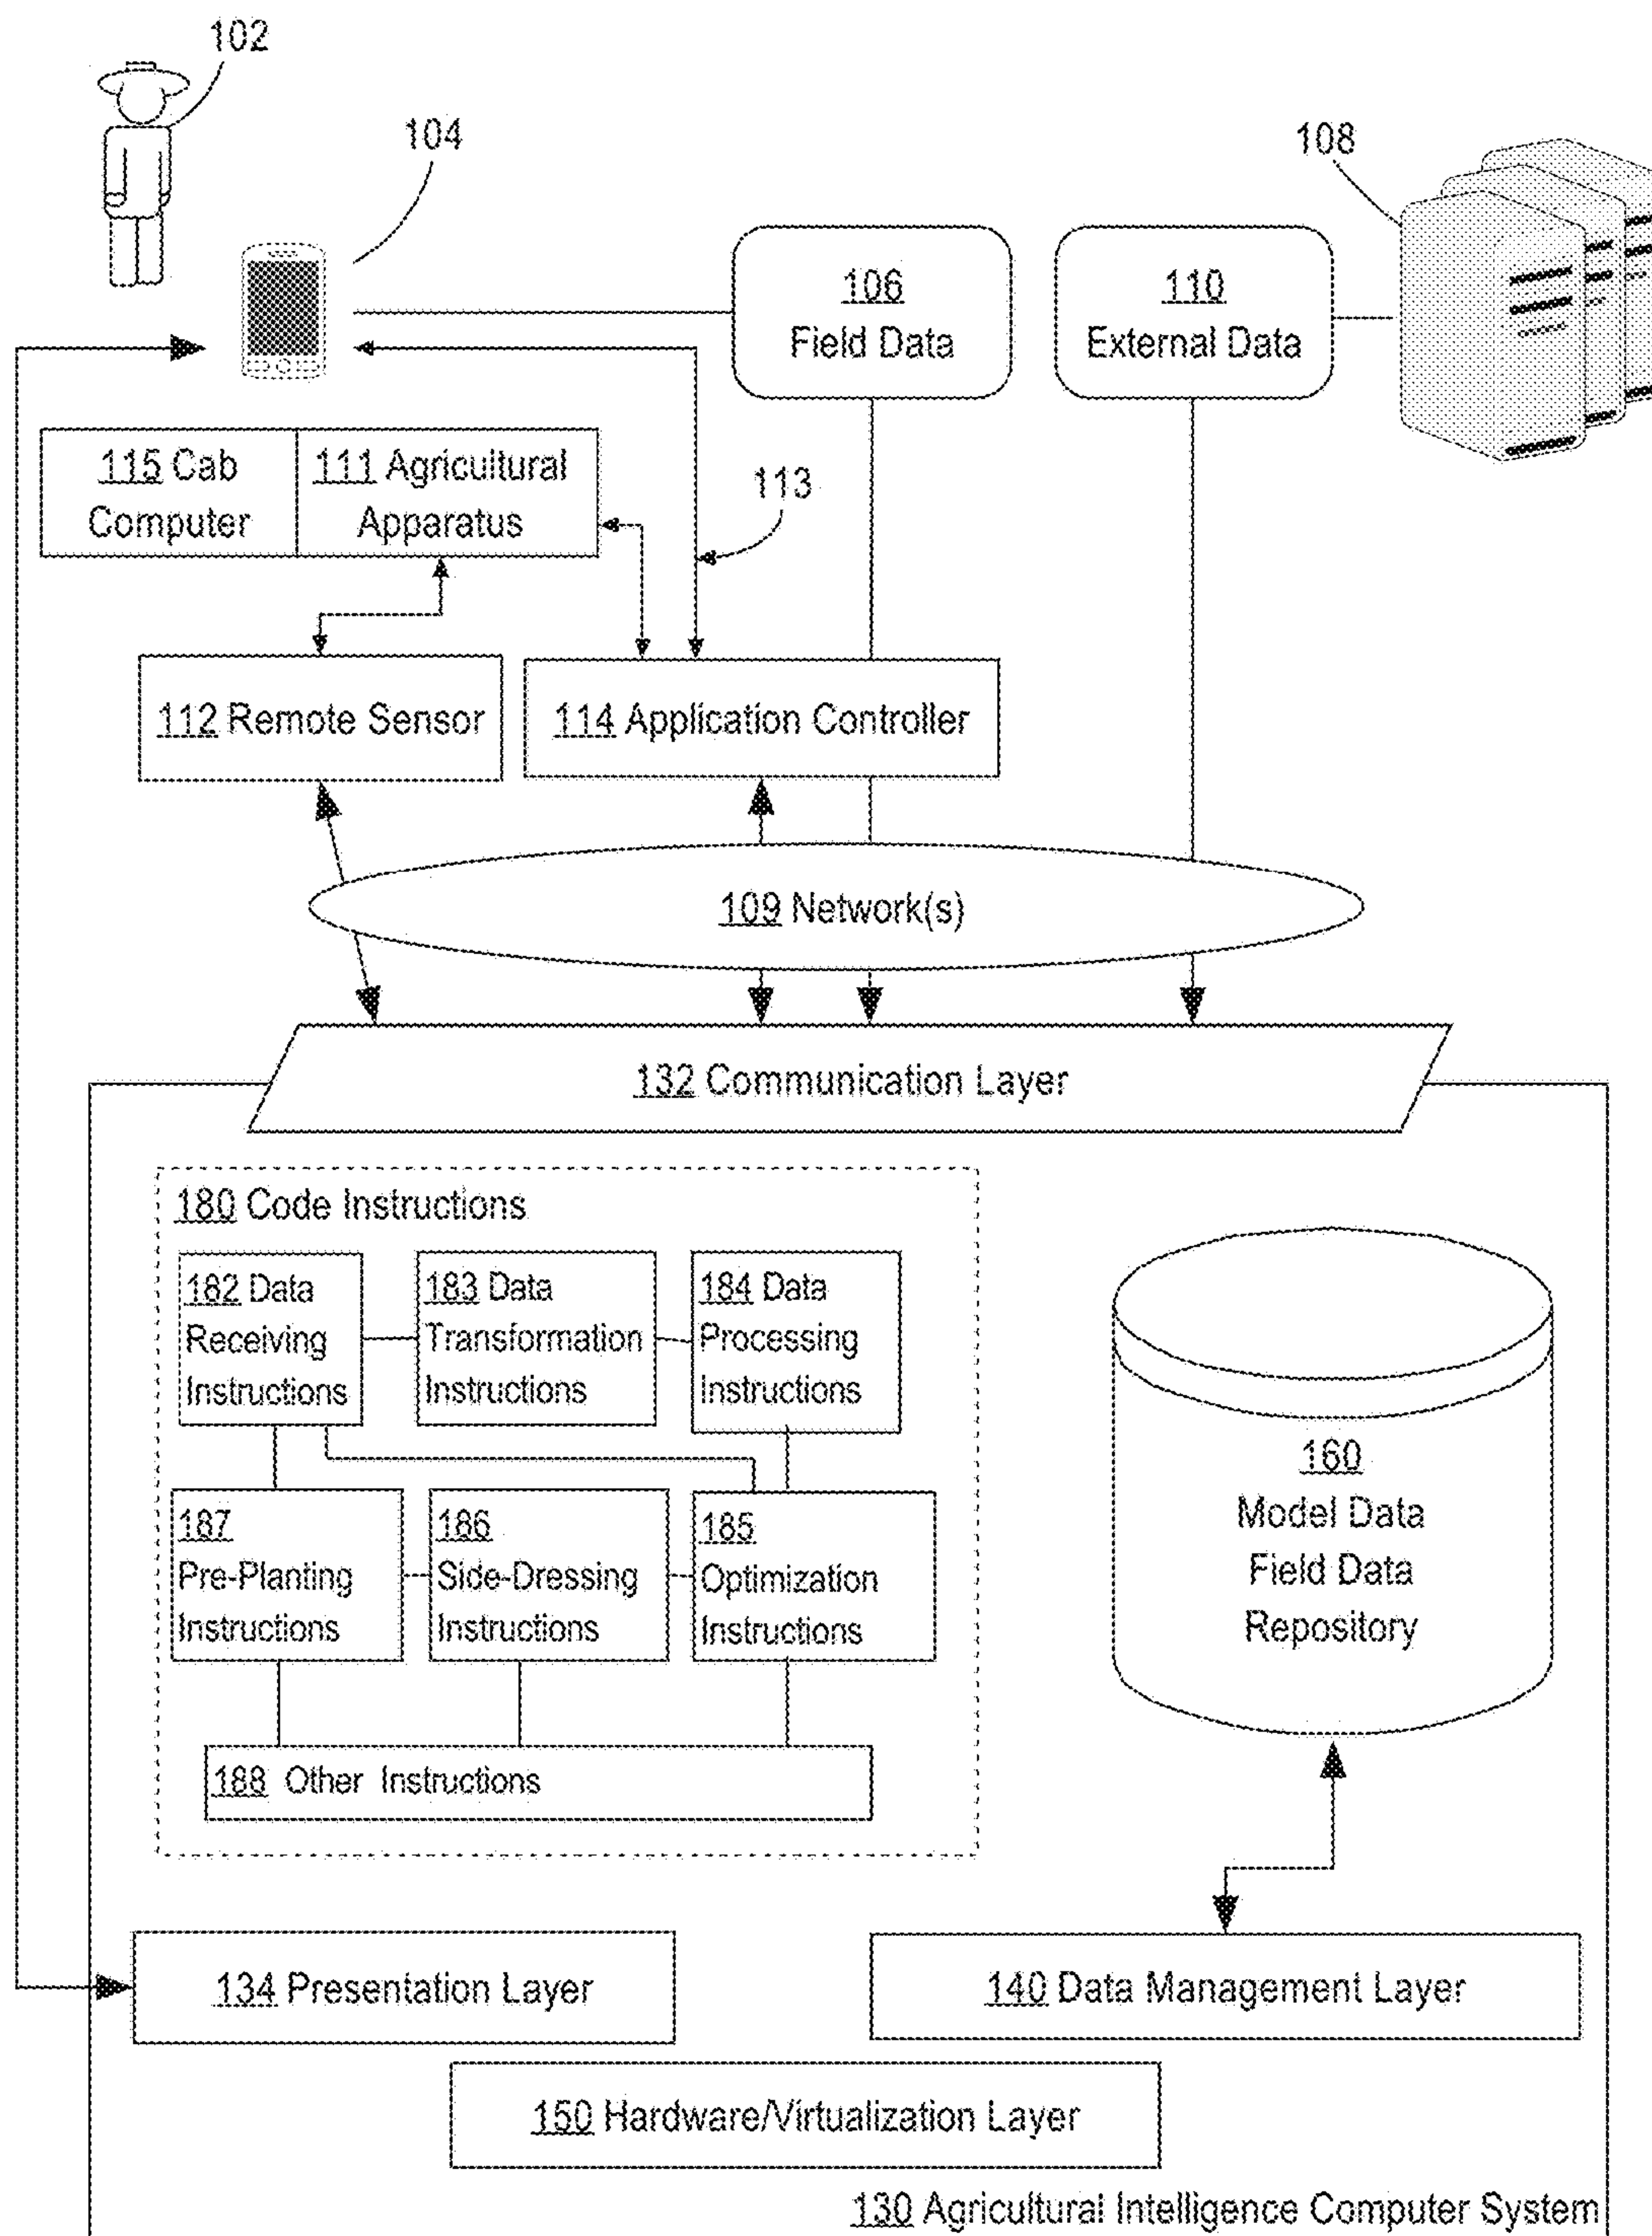 102
104
108
106
Field Data
110
External Data
115 Cab
Computer
111 Agricultural
Apparatus
113
112 Remote Sensor
114 Application Controller
109 Network(s)
132 Communication Layer
180 Code Instructions
182 Data
Receiving
Instructions
183 Data
Transformation
Instructions
184 Data
Processing
Instructions
187
Pre-Planting
Instructions
186
Side-Dressing
Instructions
185
Optimization
Instructions
188 Other Instructions
160
Model Data
Field Data
Repository
134 Presentation Layer
140 Data Management Layer
150 Hardware/Virtualization Layer
130 Agricultural Intelligence Computer System